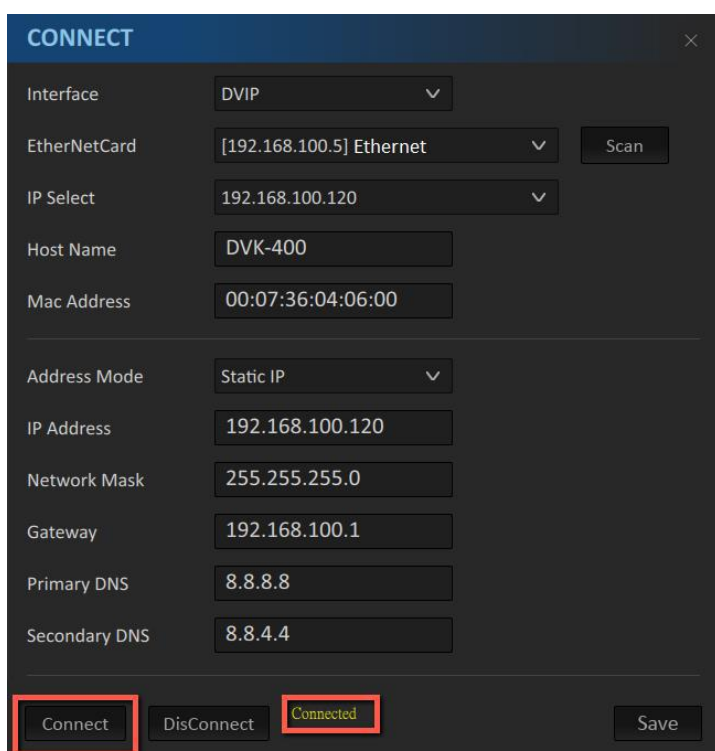 CONNECT
Interface DVIP
EtherNetCard [192.168.100.5] Ethernet Scan
IP Select 192.168.100.120
Host Name DVK-400
Mac Address 00:07:36:04:06:00
Address Mode Static IP
IP Address 192.168.100.120
Network Mask 255.255.255.0
Gateway 192.168.100.1
Primary DNS 8.8.8.8
Secondary DNS 8.8.4.4
Connect DisConnect Connected Save